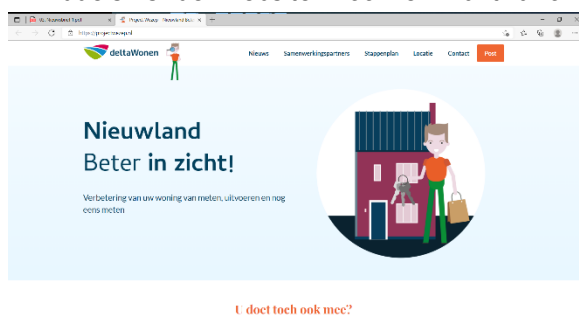 deltaWonen
Nieuws Samenwerkingspartners Stappenplan Locatie Contact Post
Nieuwland
Beter in zicht!
Verbetering van uw woning van meten, uitvoeren en nog
eens meten
U doet toch ook mee?